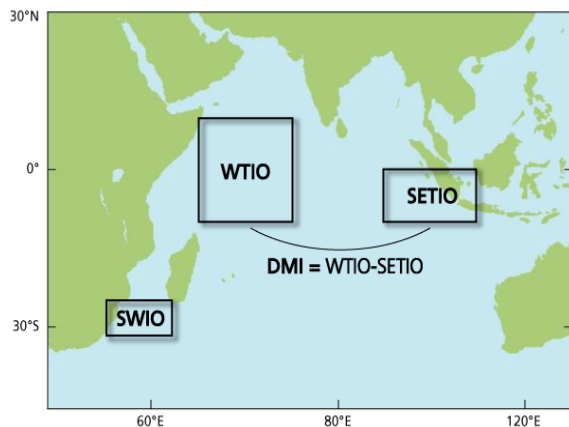 30°N
WTIO
0°
SETIO
DMI = WTIO-SETIO
SWIO
30°S
60°E 80°E 120°E